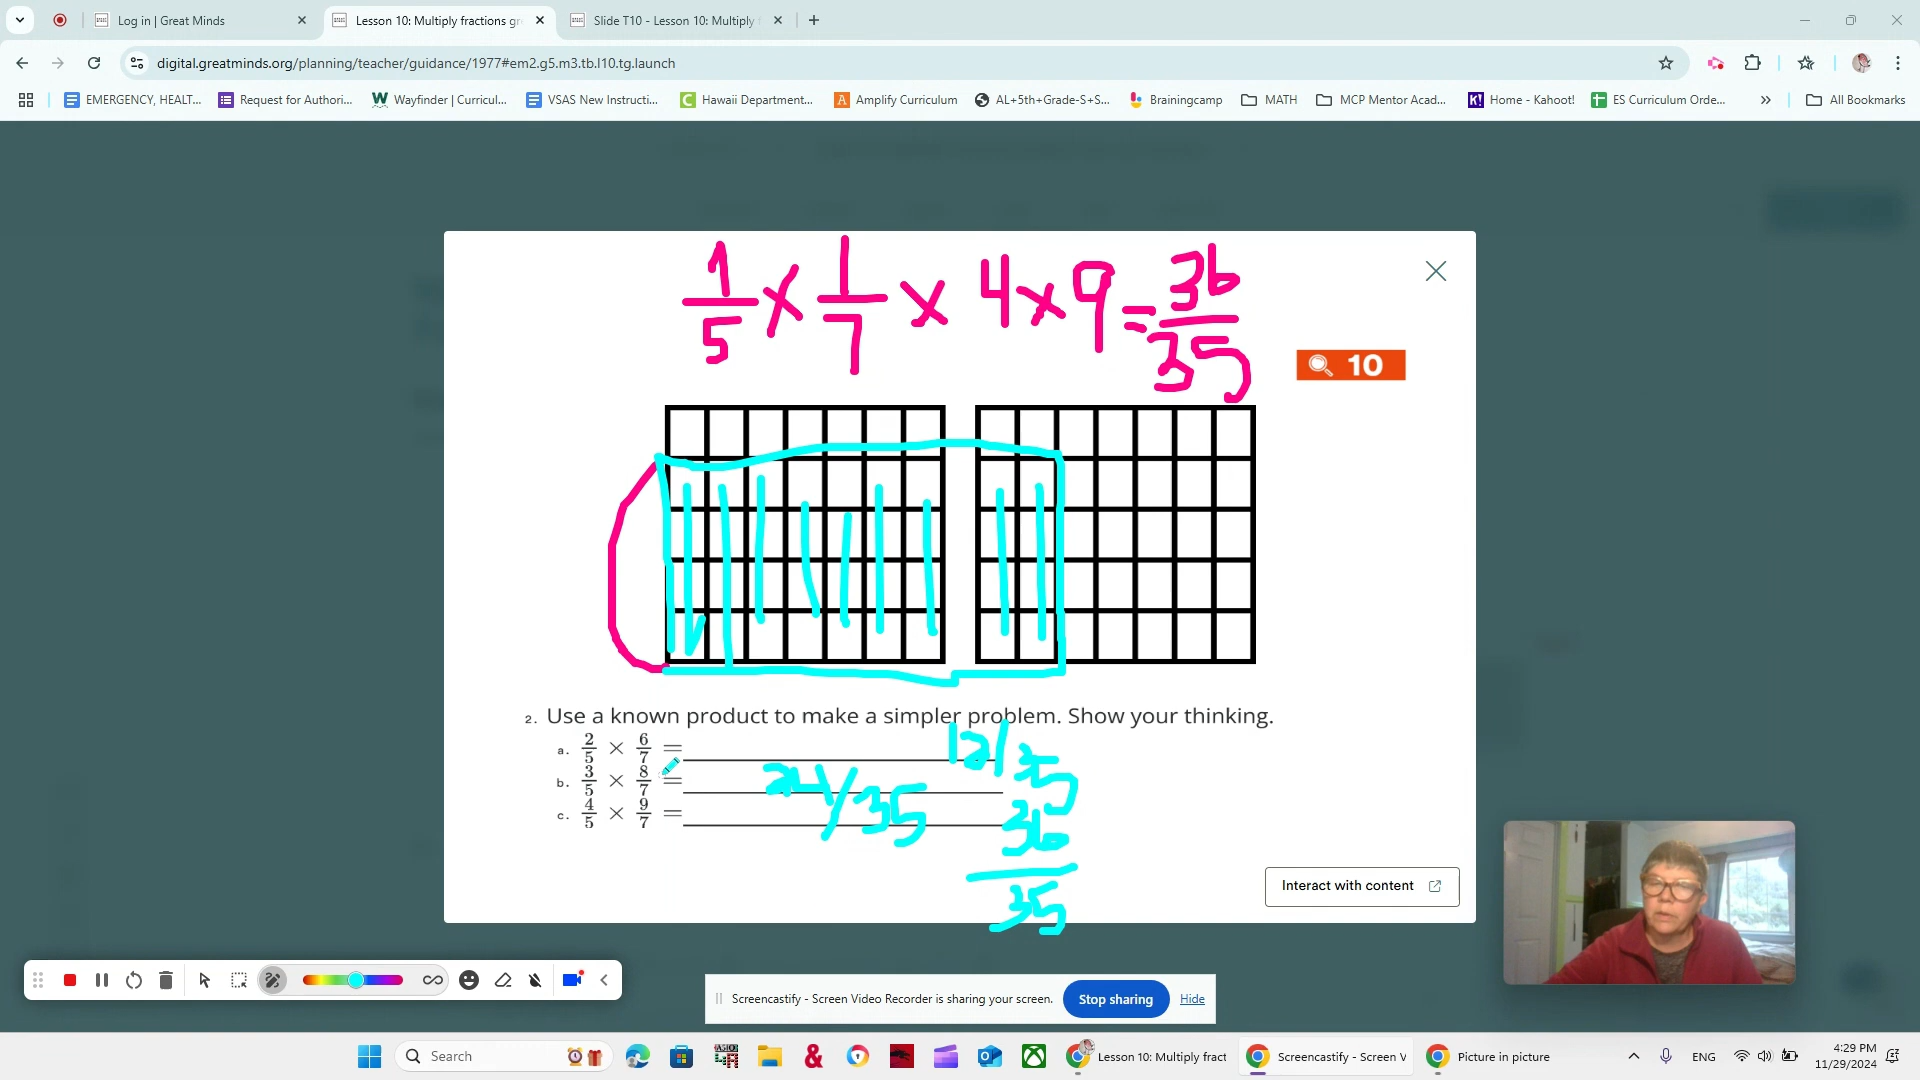 Log in | Great Minds
Lesson 10: Multiply fractions gr
Slide T10 - Lesson 10: Multiply f
digital.greatminds.org/planning/teacher/guidance/1977#em2.g5.m3.tb.l10.tg.launch
EMERGENCY, HEALT... Request for Authori... Wayfinder | Curricul... VSAS New Instructi... Hawaii Department... Amplify Curriculum AL+5th+Grade-S+S... Brainingcamp MATH MCP Mentor Acad... Home - Kahoot! ES Curriculum Orde... » All Bookmarks
1/5 × 1/7 × 4 × 9 = 36/35
10
2. Use a known product to make a simpler problem. Show your thinking.
a. 2/5 × 6/7 = 12/35
b. 3/5 × 8/7 = 24/35
c. 4/5 × 9/7 = 36/35
Interact with content
Screencastify - Screen Video Recorder is sharing your screen. Stop sharing Hide
Search
Lesson 10: Multiply fract
Screencastify - Screen V
Picture in picture
ENG
4:29 PM
11/29/2024